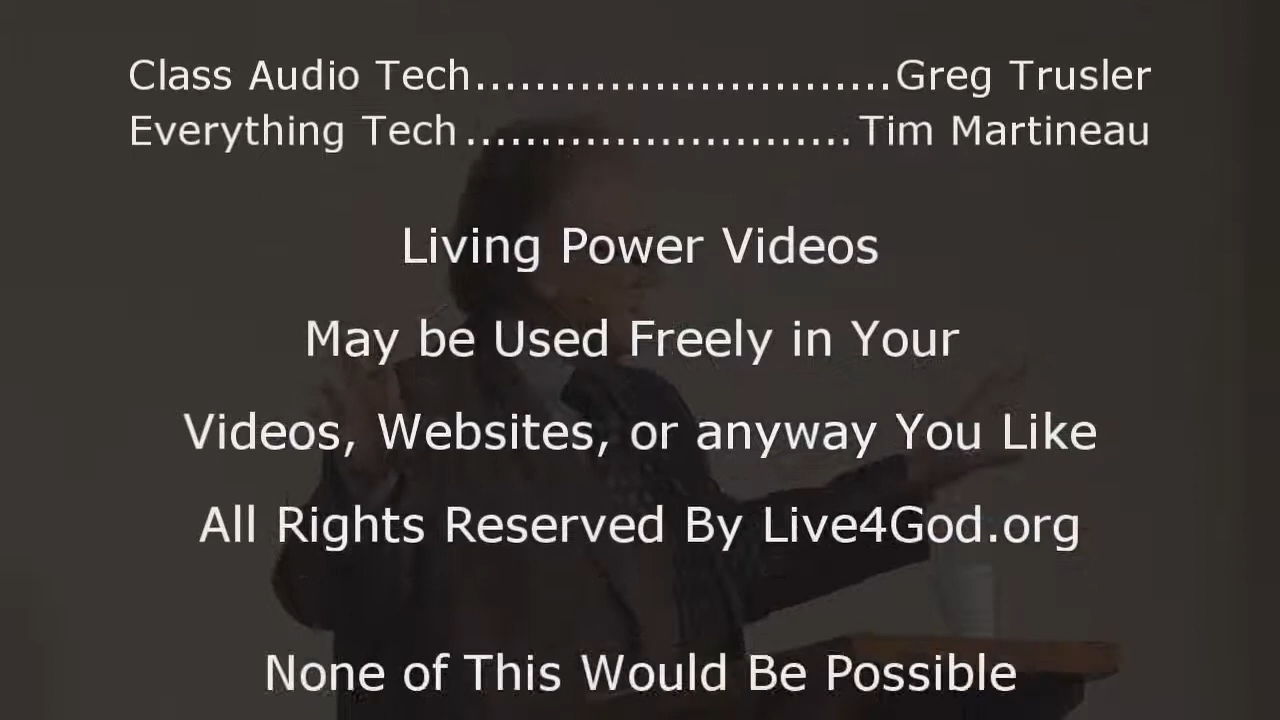 Class Audio Tech............................Greg Trusler
Everything Tech..........................Tim Martineau
Living Power Videos
May be Used Freely in Your
Videos, Websites, or anyway You Like
All Rights Reserved By Live4God.org
None of This Would Be Possible